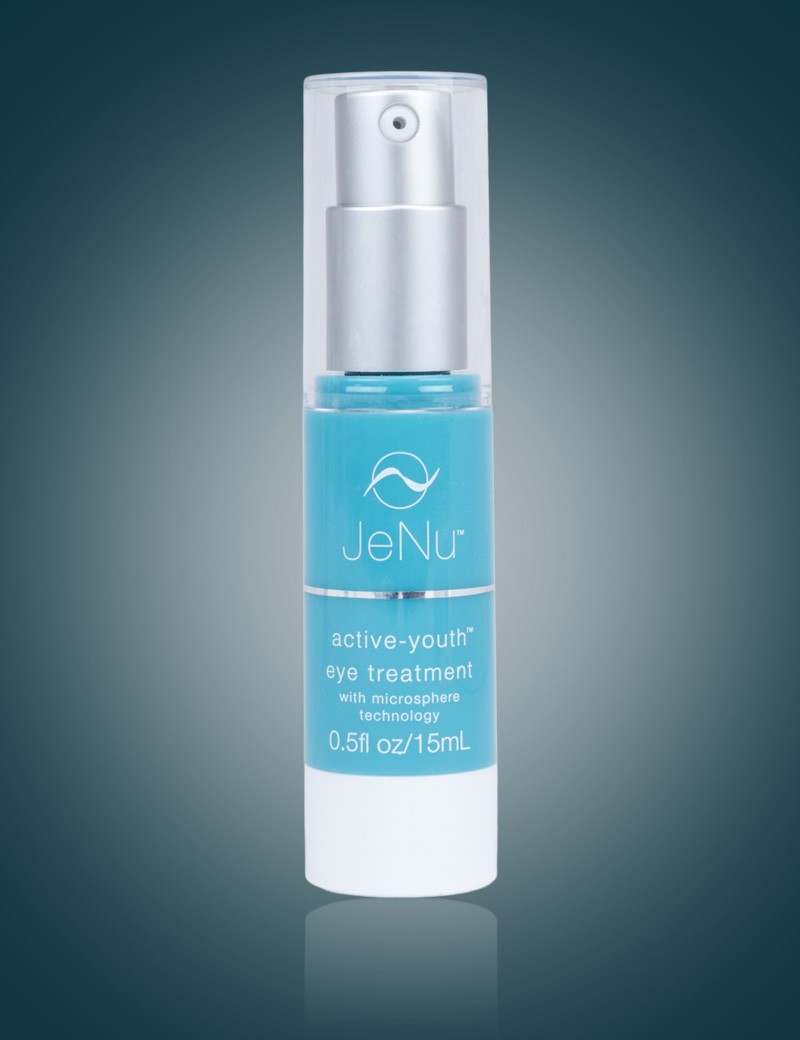 JeNu™
active-youth™
eye treatment
with microsphere
technology
0.5fl oz/15mL